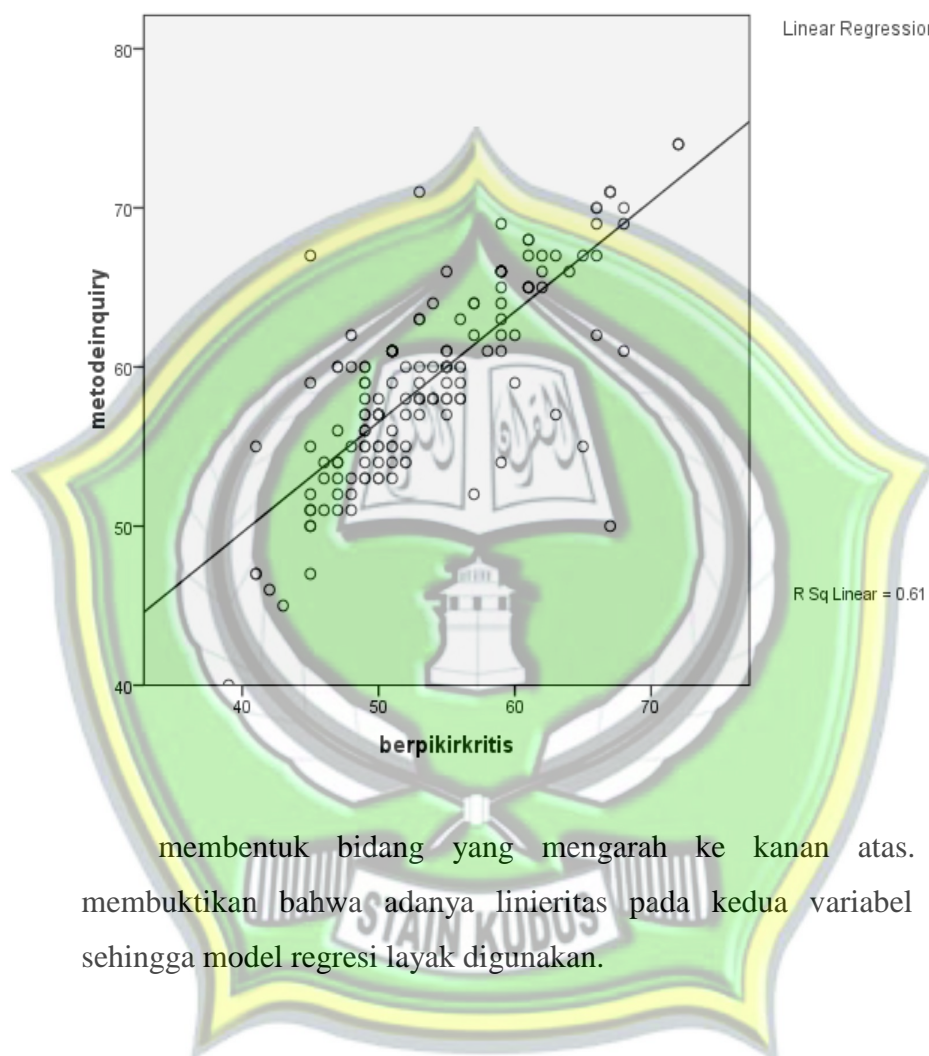 Linear Regression
80
70
60
50
40
metodeinquiry
R Sq Linear = 0.61
40 50 60 70
berpikirkritis
membentuk bidang yang mengarah ke kanan atas.
membuktikan bahwa adanya linieritas pada kedua variabel
sehingga model regresi layak digunakan.
STAIN KUDUS